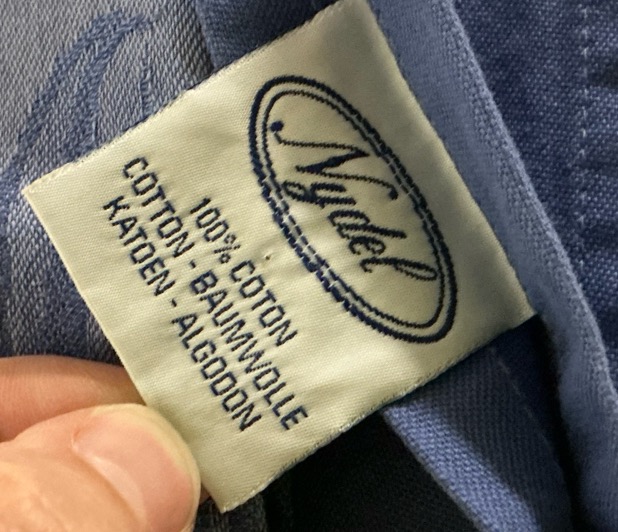 Nydel
100% COTON
COTTON - BAUMWOLLE
KATOEN - ALGODON